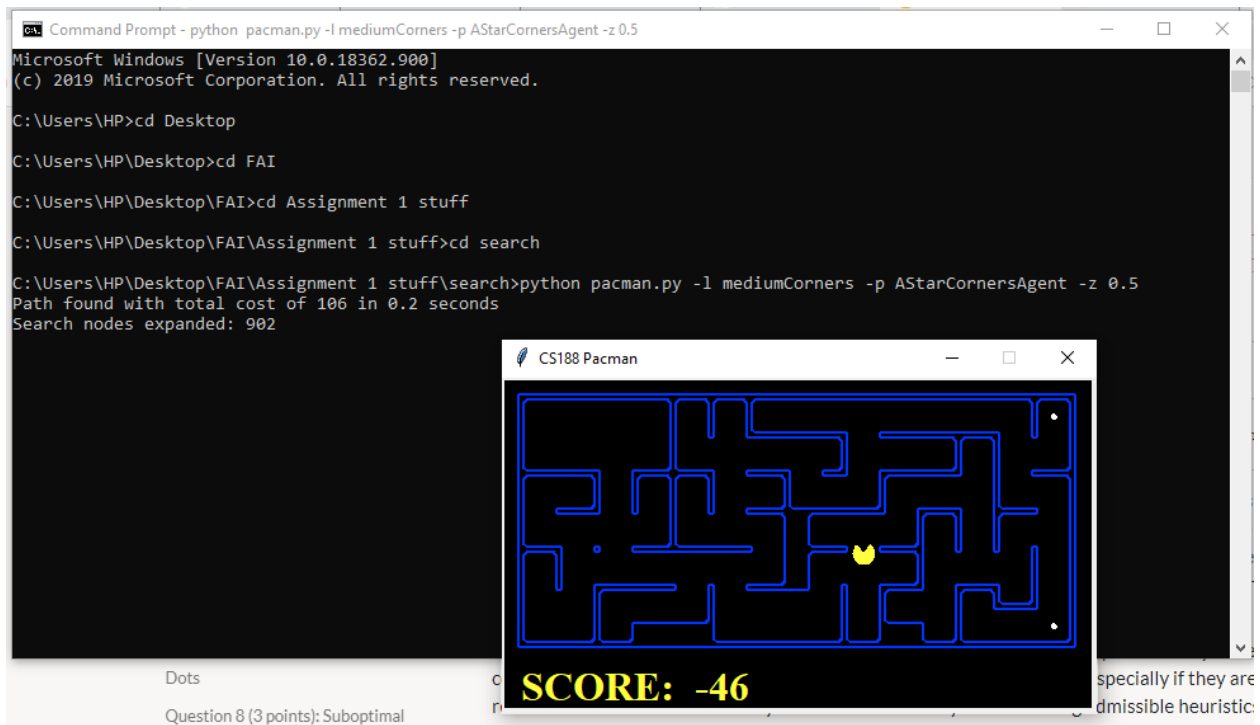 Command Prompt - python pacman.py -l mediumCorners -p AStarCornersAgent -z 0.5
Microsoft Windows [Version 10.0.18362.900]
(c) 2019 Microsoft Corporation. All rights reserved.
C:\Users\HP>cd Desktop
C:\Users\HP\Desktop>cd FAI
C:\Users\HP\Desktop\FAI>cd Assignment 1 stuff
C:\Users\HP\Desktop\FAI\Assignment 1 stuff>cd search
C:\Users\HP\Desktop\FAI\Assignment 1 stuff\search>python pacman.py -l mediumCorners -p AStarCornersAgent -z 0.5
Path found with total cost of 106 in 0.2 seconds
Search nodes expanded: 902
CS188 Pacman
SCORE: -46
Dots
specially if they are
Question 8 (3 points): Suboptimal
dmissible heuristics